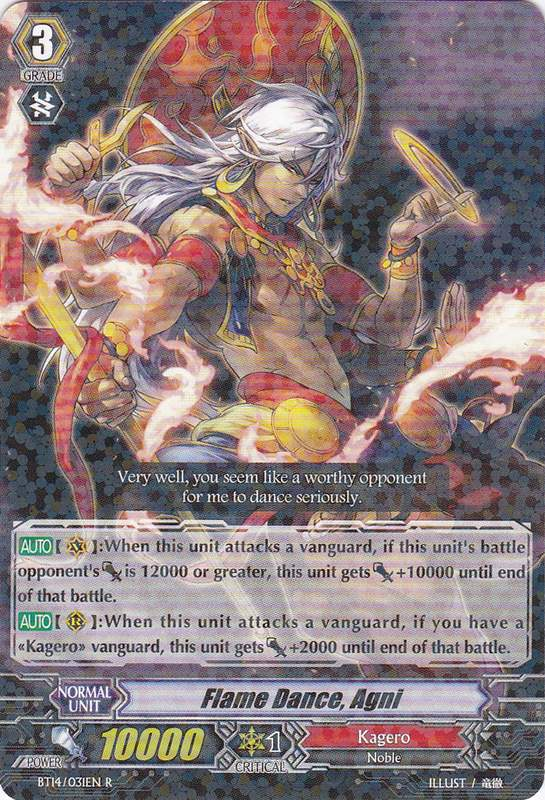 3
GRADE
Very well, you seem like a worthy opponent
for me to dance seriously.
AUTO【 】:When this unit attacks a vanguard, if this unit's battle
opponent's is 12000 or greater, this unit gets +10000 until end
of that battle.
AUTO【 R 】:When this unit attacks a vanguard, if you have a
«Kagero» vanguard, this unit gets +2000 until end of that battle.
NORMAL
UNIT
Flame Dance, Agni
POWER
10000
1
CRITICAL
Kagero
Noble
BT14/031EN R
ILLUST / 竜徹